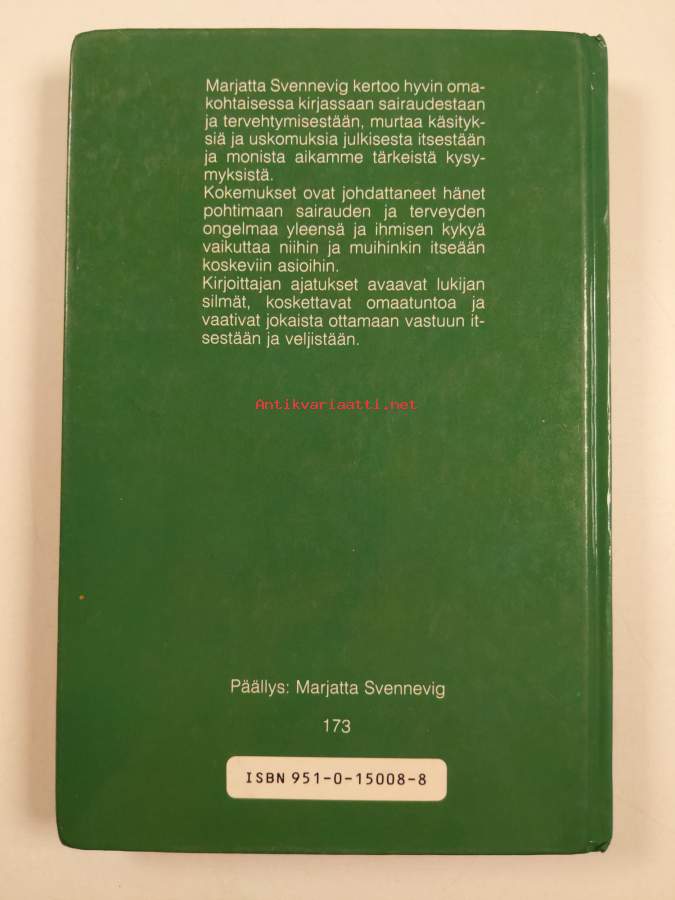 Marjatta Svennevig kertoo hyvin oma-
kohtaisessa kirjassaan sairaudestaan
ja tervehtymisestään, murtaa käsityk-
siä ja uskomuksia julkisesta itsestään
ja monista aikamme tärkeistä kysy-
myksistä.
Kokemukset ovat johdattaneet hänet
pohtimaan sairauden ja terveyden
ongelmaa yleensä ja ihmisen kykyä
vaikuttaa niihin ja muihinkin itseään
koskeviin asioihin.
Kirjoittajan ajatukset avaavat lukijan
silmät, koskettavat omaatuntoa ja
vaativat jokaista ottamaan vastuun it-
sestään ja veljistään.
Antikvariaatti.net
Päällys: Marjatta Svennevig
173
ISBN 951-0-15008-8